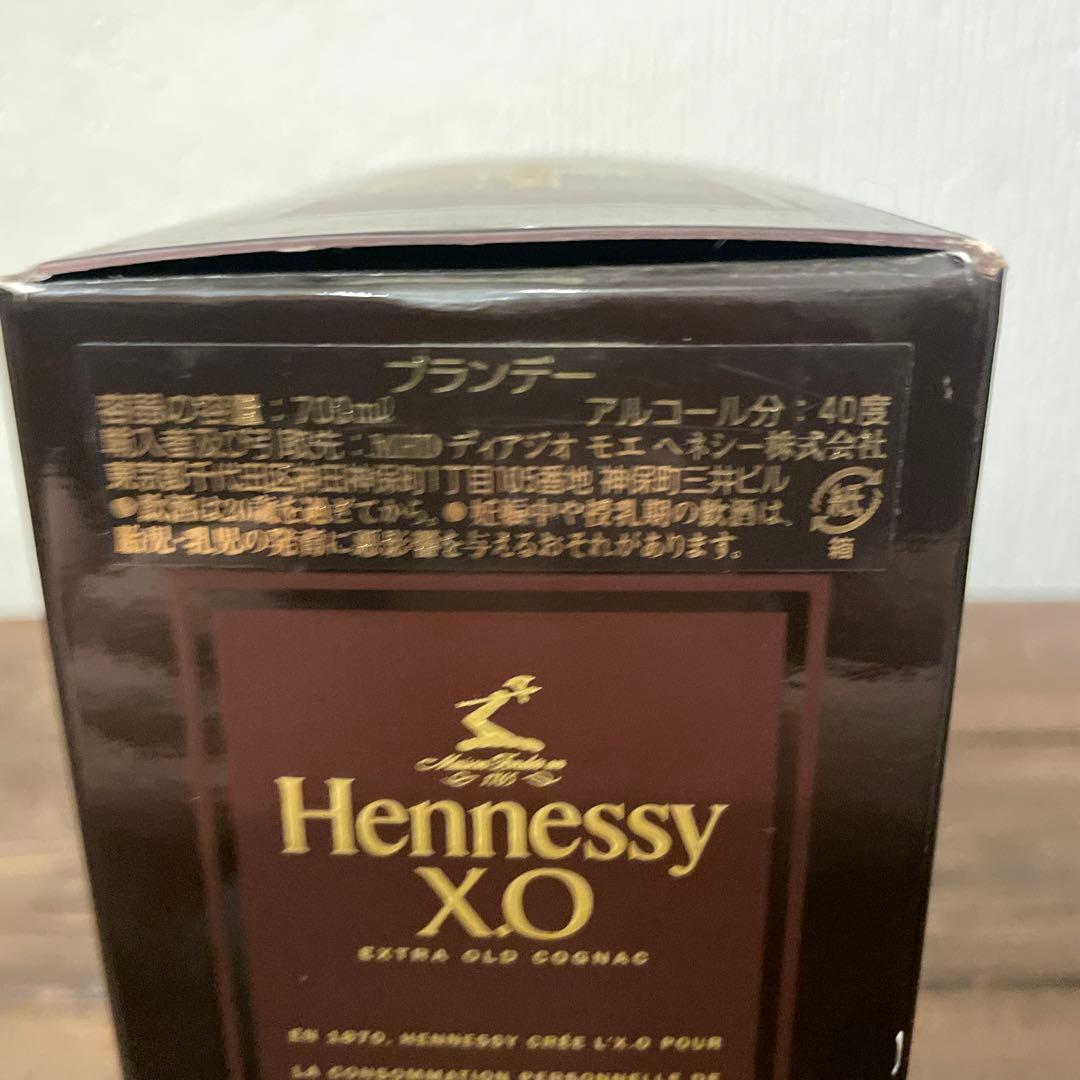 ブランデー
容器の容量：700ml アルコール分：40度
輸入者及び引取先：MHD ディアジオ モエ ヘネシー株式会社
東京都千代田区神田神保町1丁目105番地 神保町三井ビル
●飲酒は20歳を過ぎてから。●妊娠中や授乳期の飲酒は、
胎児・乳児の発育に悪影響を与えるおそれがあります。
紙
箱
1765
Hennessy
X.O
EXTRA OLD COGNAC
EN 1870, HENNESSY CRÉE L'X.O POUR
LA CONSOMMATION PERSONNELLE DE